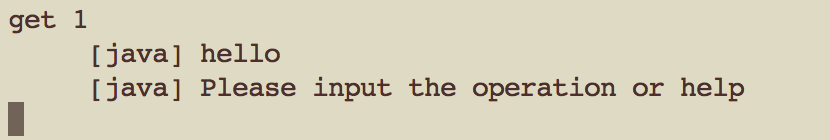 get 1
[java] hello
[java] Please input the operation or help